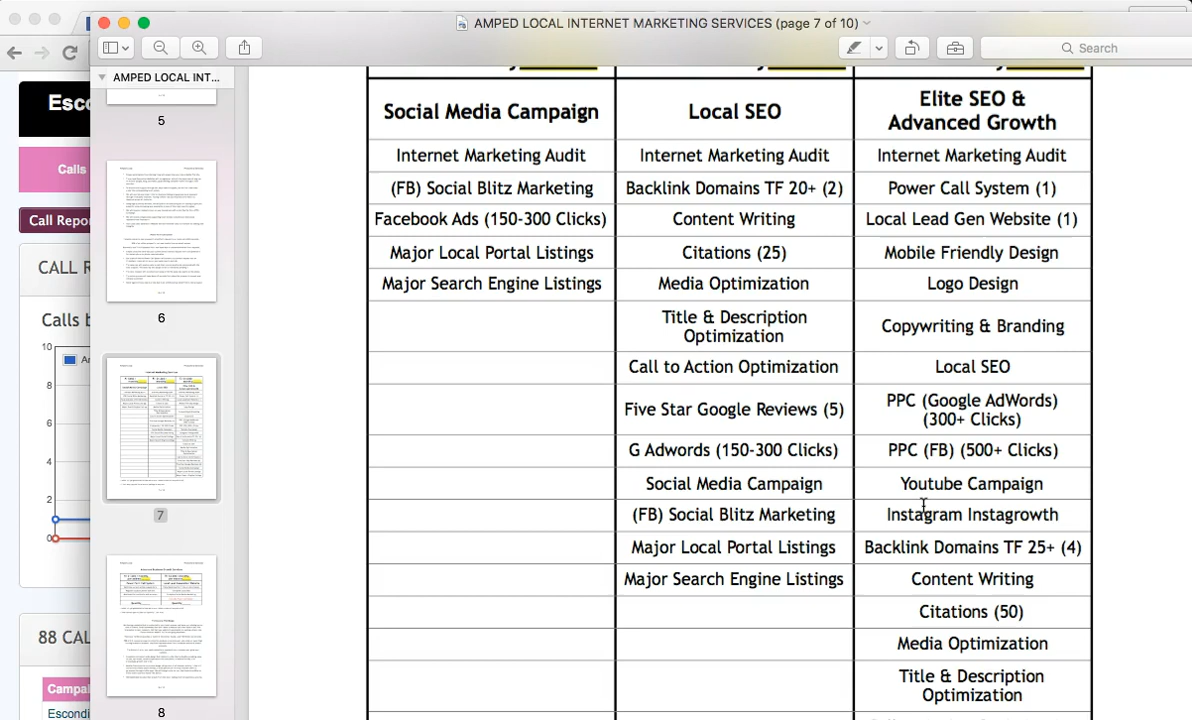 AMPED LOCAL INTERNET MARKETING SERVICES (page 7 of 10)
Search
AMPED LOCAL INT...
5
6
7
8
Calls
Call Repor
CALL R
Calls b
10
8
6
4
2
0
88 CAL
Campai
Escondi
Social Media Campaign
Local SEO
Elite SEO &
Advanced Growth
Internet Marketing Audit
Internet Marketing Audit
Internet Marketing Audit
(FB) Social Blitz Marketing
Backlink Domains TF 20+ (2)
Power Call System (1)
Facebook Ads (150-300 Clicks)
Content Writing
Local Lead Gen Website (1)
Major Local Portal Listings
Citations (25)
Mobile Friendly Design
Major Search Engine Listings
Media Optimization
Logo Design
Title & Description
Optimization
Copywriting & Branding
Call to Action Optimization
Local SEO
Five Star Google Reviews (5)
PPC (Google AdWords)
(300+ Clicks)
G Adwords (150-300 Clicks)
PPC (FB) (500+ Clicks)
Social Media Campaign
Youtube Campaign
(FB) Social Blitz Marketing
Instagram Instagrowth
Major Local Portal Listings
Backlink Domains TF 25+ (4)
Major Search Engine Listings
Content Writing
Citations (50)
Media Optimization
Title & Description
Optimization